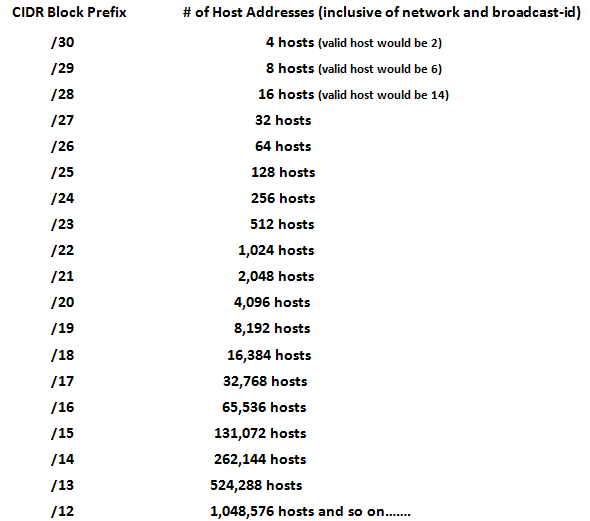 CIDR Block Prefix # of Host Addresses (inclusive of network and broadcast-id)
/30 4 hosts (valid host would be 2)
/29 8 hosts (valid host would be 6)
/28 16 hosts (valid host would be 14)
/27 32 hosts
/26 64 hosts
/25 128 hosts
/24 256 hosts
/23 512 hosts
/22 1,024 hosts
/21 2,048 hosts
/20 4,096 hosts
/19 8,192 hosts
/18 16,384 hosts
/17 32,768 hosts
/16 65,536 hosts
/15 131,072 hosts
/14 262,144 hosts
/13 524,288 hosts
/12 1,048,576 hosts and so on.......